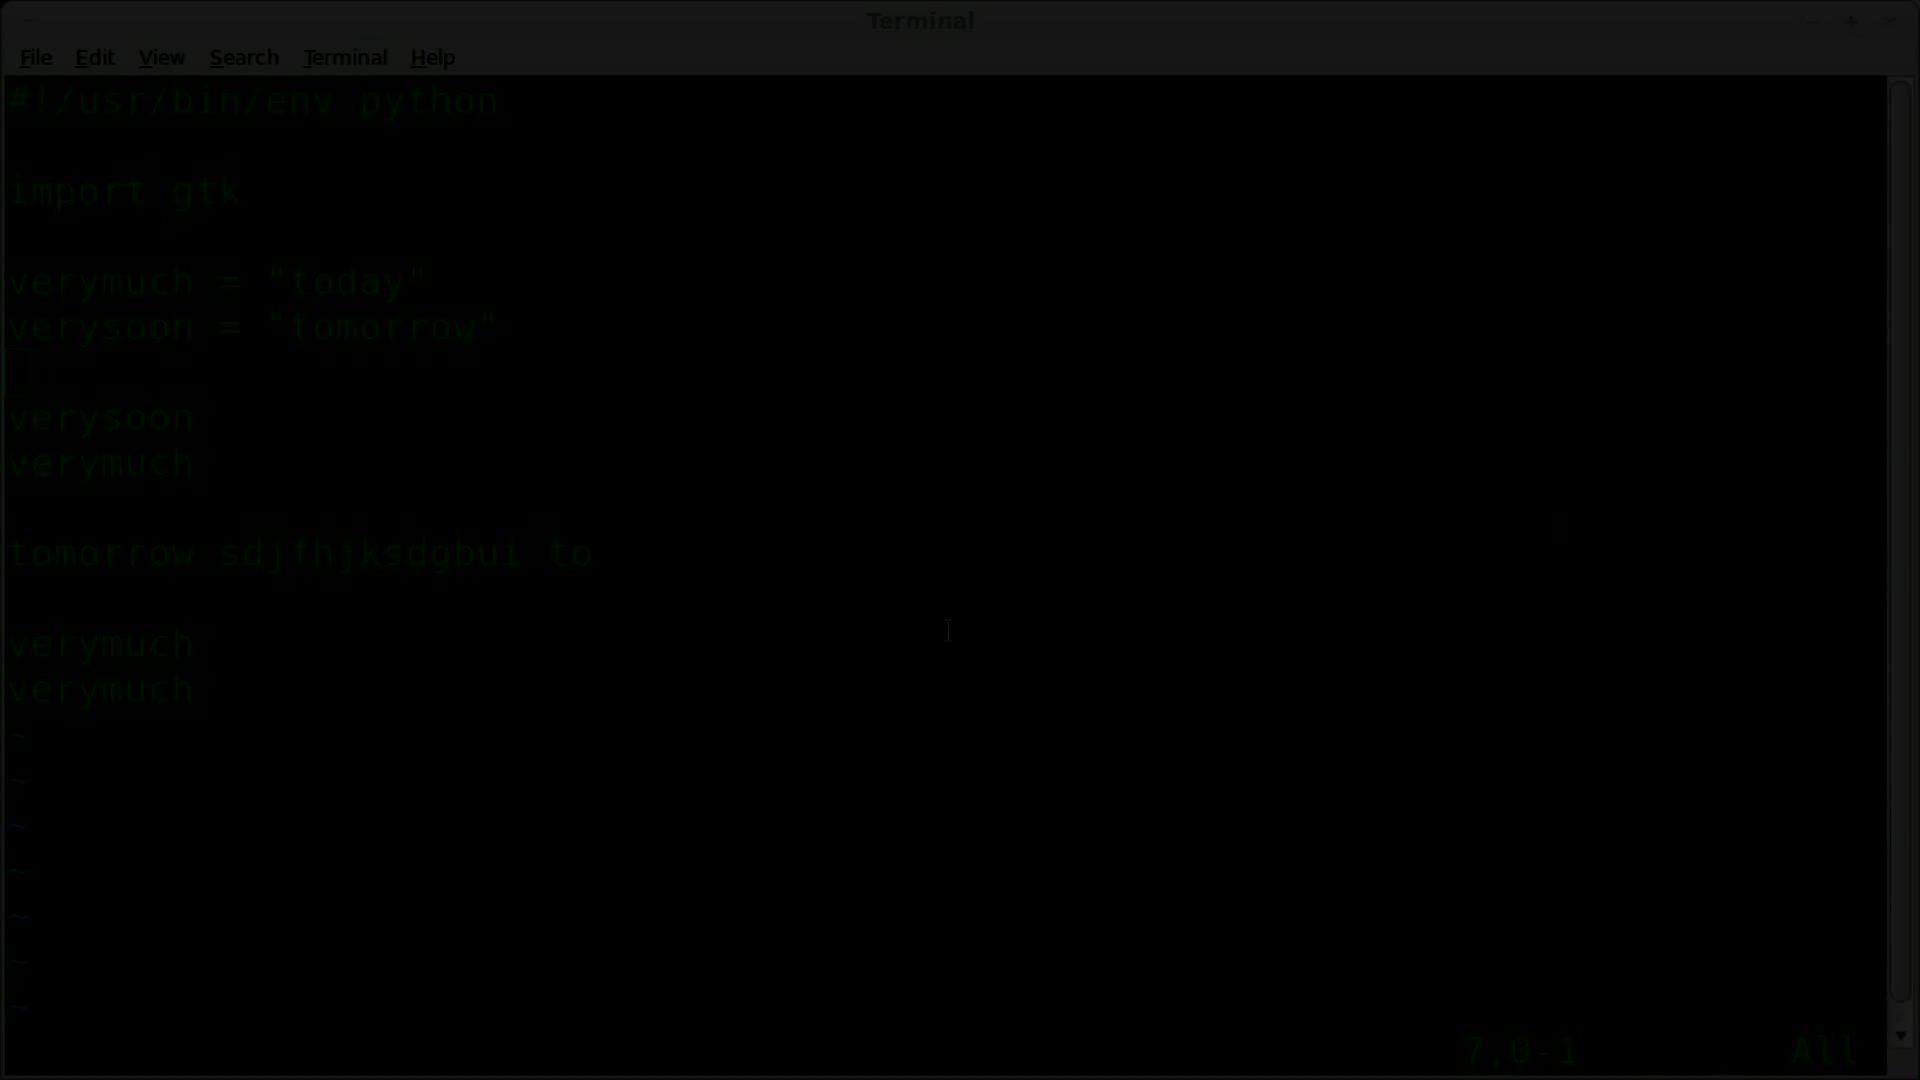 Terminal
File Edit View Search Terminal Help
#!/usr/bin/env python
import gtk
verymuch = "today"
verysoon = "tomorrow"
verysoon
verymuch
tomorrow sdjfhjksdgbui to
verymuch
verymuch
~
~
~
~
~
~
~
7,0-1 All